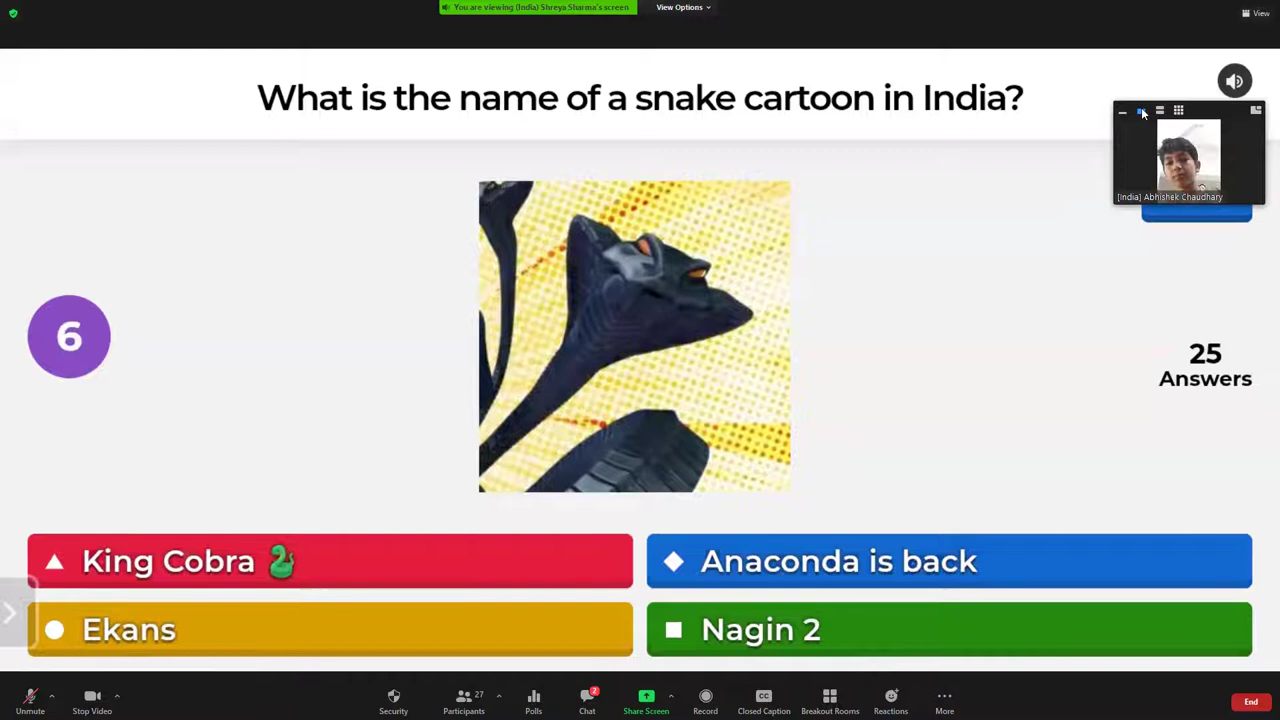 You are viewing (India) Shreya Sharma's screen
View Options
View
What is the name of a snake cartoon in India?
[India] Abhishek Chaudhary
6
25
Answers
King Cobra 🐍
Anaconda is back
Ekans
Nagin 2
Unmute
Stop Video
Security
Participants
27
Polls
Chat
2
Share Screen
Record
Closed Caption
Breakout Rooms
Reactions
More
End